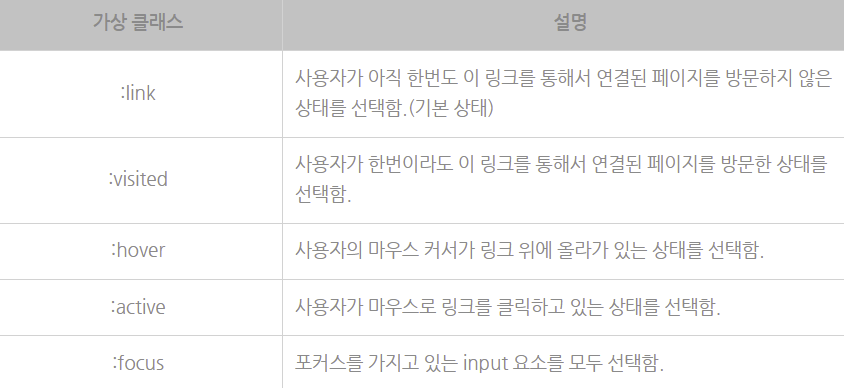 가상 클래스 설명
:link 사용자가 아직 한번도 이 링크를 통해서 연결된 페이지를 방문하지 않은
상태를 선택함.(기본 상태)
:visited 사용자가 한번이라도 이 링크를 통해서 연결된 페이지를 방문한 상태를
선택함.
:hover 사용자의 마우스 커서가 링크 위에 올라가 있는 상태를 선택함.
:active 사용자가 마우스로 링크를 클릭하고 있는 상태를 선택함.
:focus 포커스를 가지고 있는 input 요소를 모두 선택함.